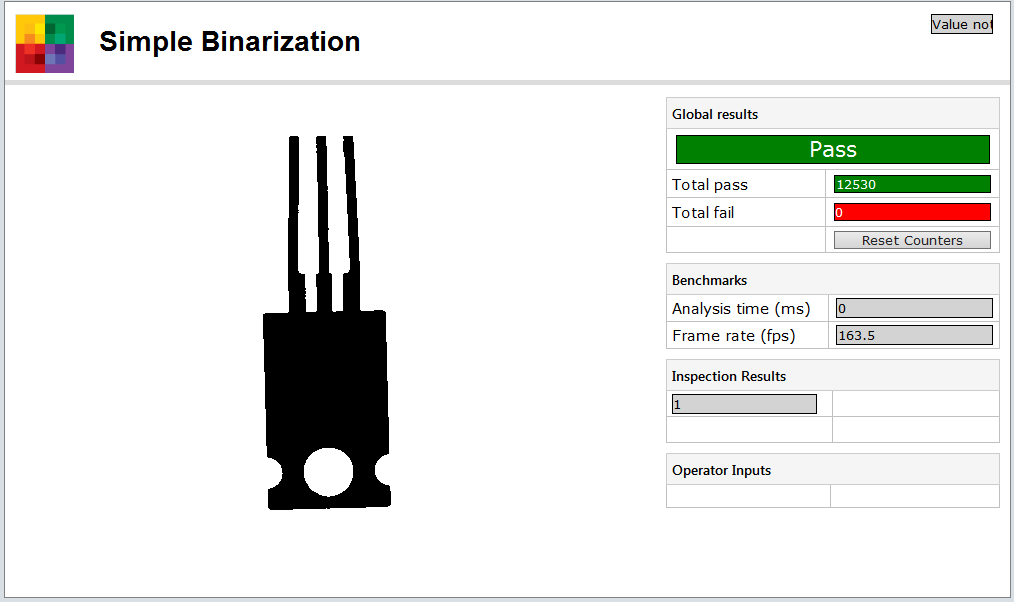 Simple Binarization
Value not
Global results
Pass
Total pass 12530
Total fail 0
Reset Counters
Benchmarks
Analysis time (ms) 0
Frame rate (fps) 163.5
Inspection Results
1
Operator Inputs